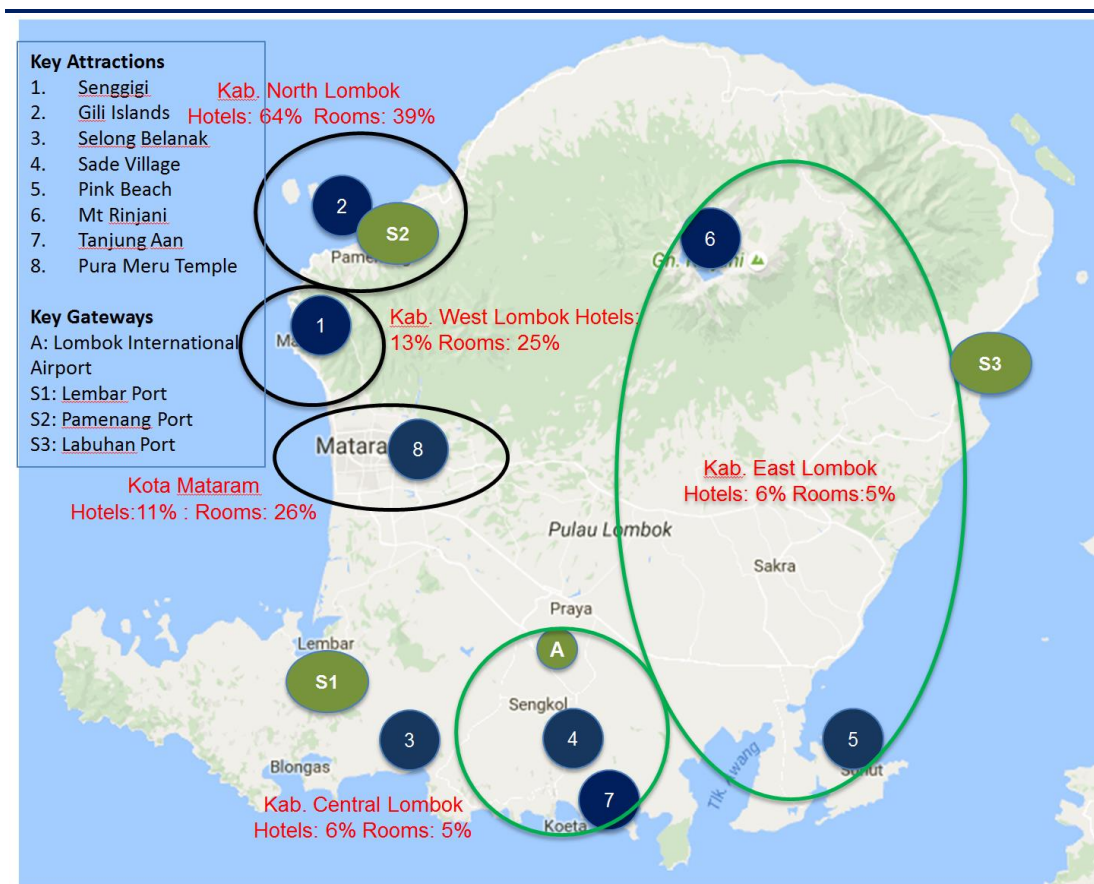 Key Attractions
1. Senggigi
2. Gili Islands
3. Selong Belanak
4. Sade Village
5. Pink Beach
6. Mt Rinjani
7. Tanjung Aan
8. Pura Meru Temple
Key Gateways
A: Lombok International
Airport
S1: Lembar Port
S2: Pamenang Port
S3: Labuhan Port
Kab. North Lombok
Hotels: 64% Rooms: 39%
2
S2
6
1
Kab. West Lombok Hotels:
13% Rooms: 25%
S3
Matara
8
Kab. East Lombok
Hotels: 6% Rooms:5%
Kota Mataram
Hotels:11% : Rooms: 26%
Pulau Lombok
Sakra
Praya
A
Lembar
S1
Sengkol
3
4
5
Blongas
Tlk. Awang
7
Kab. Central Lombok
Hotels: 6% Rooms: 5%
Koeta